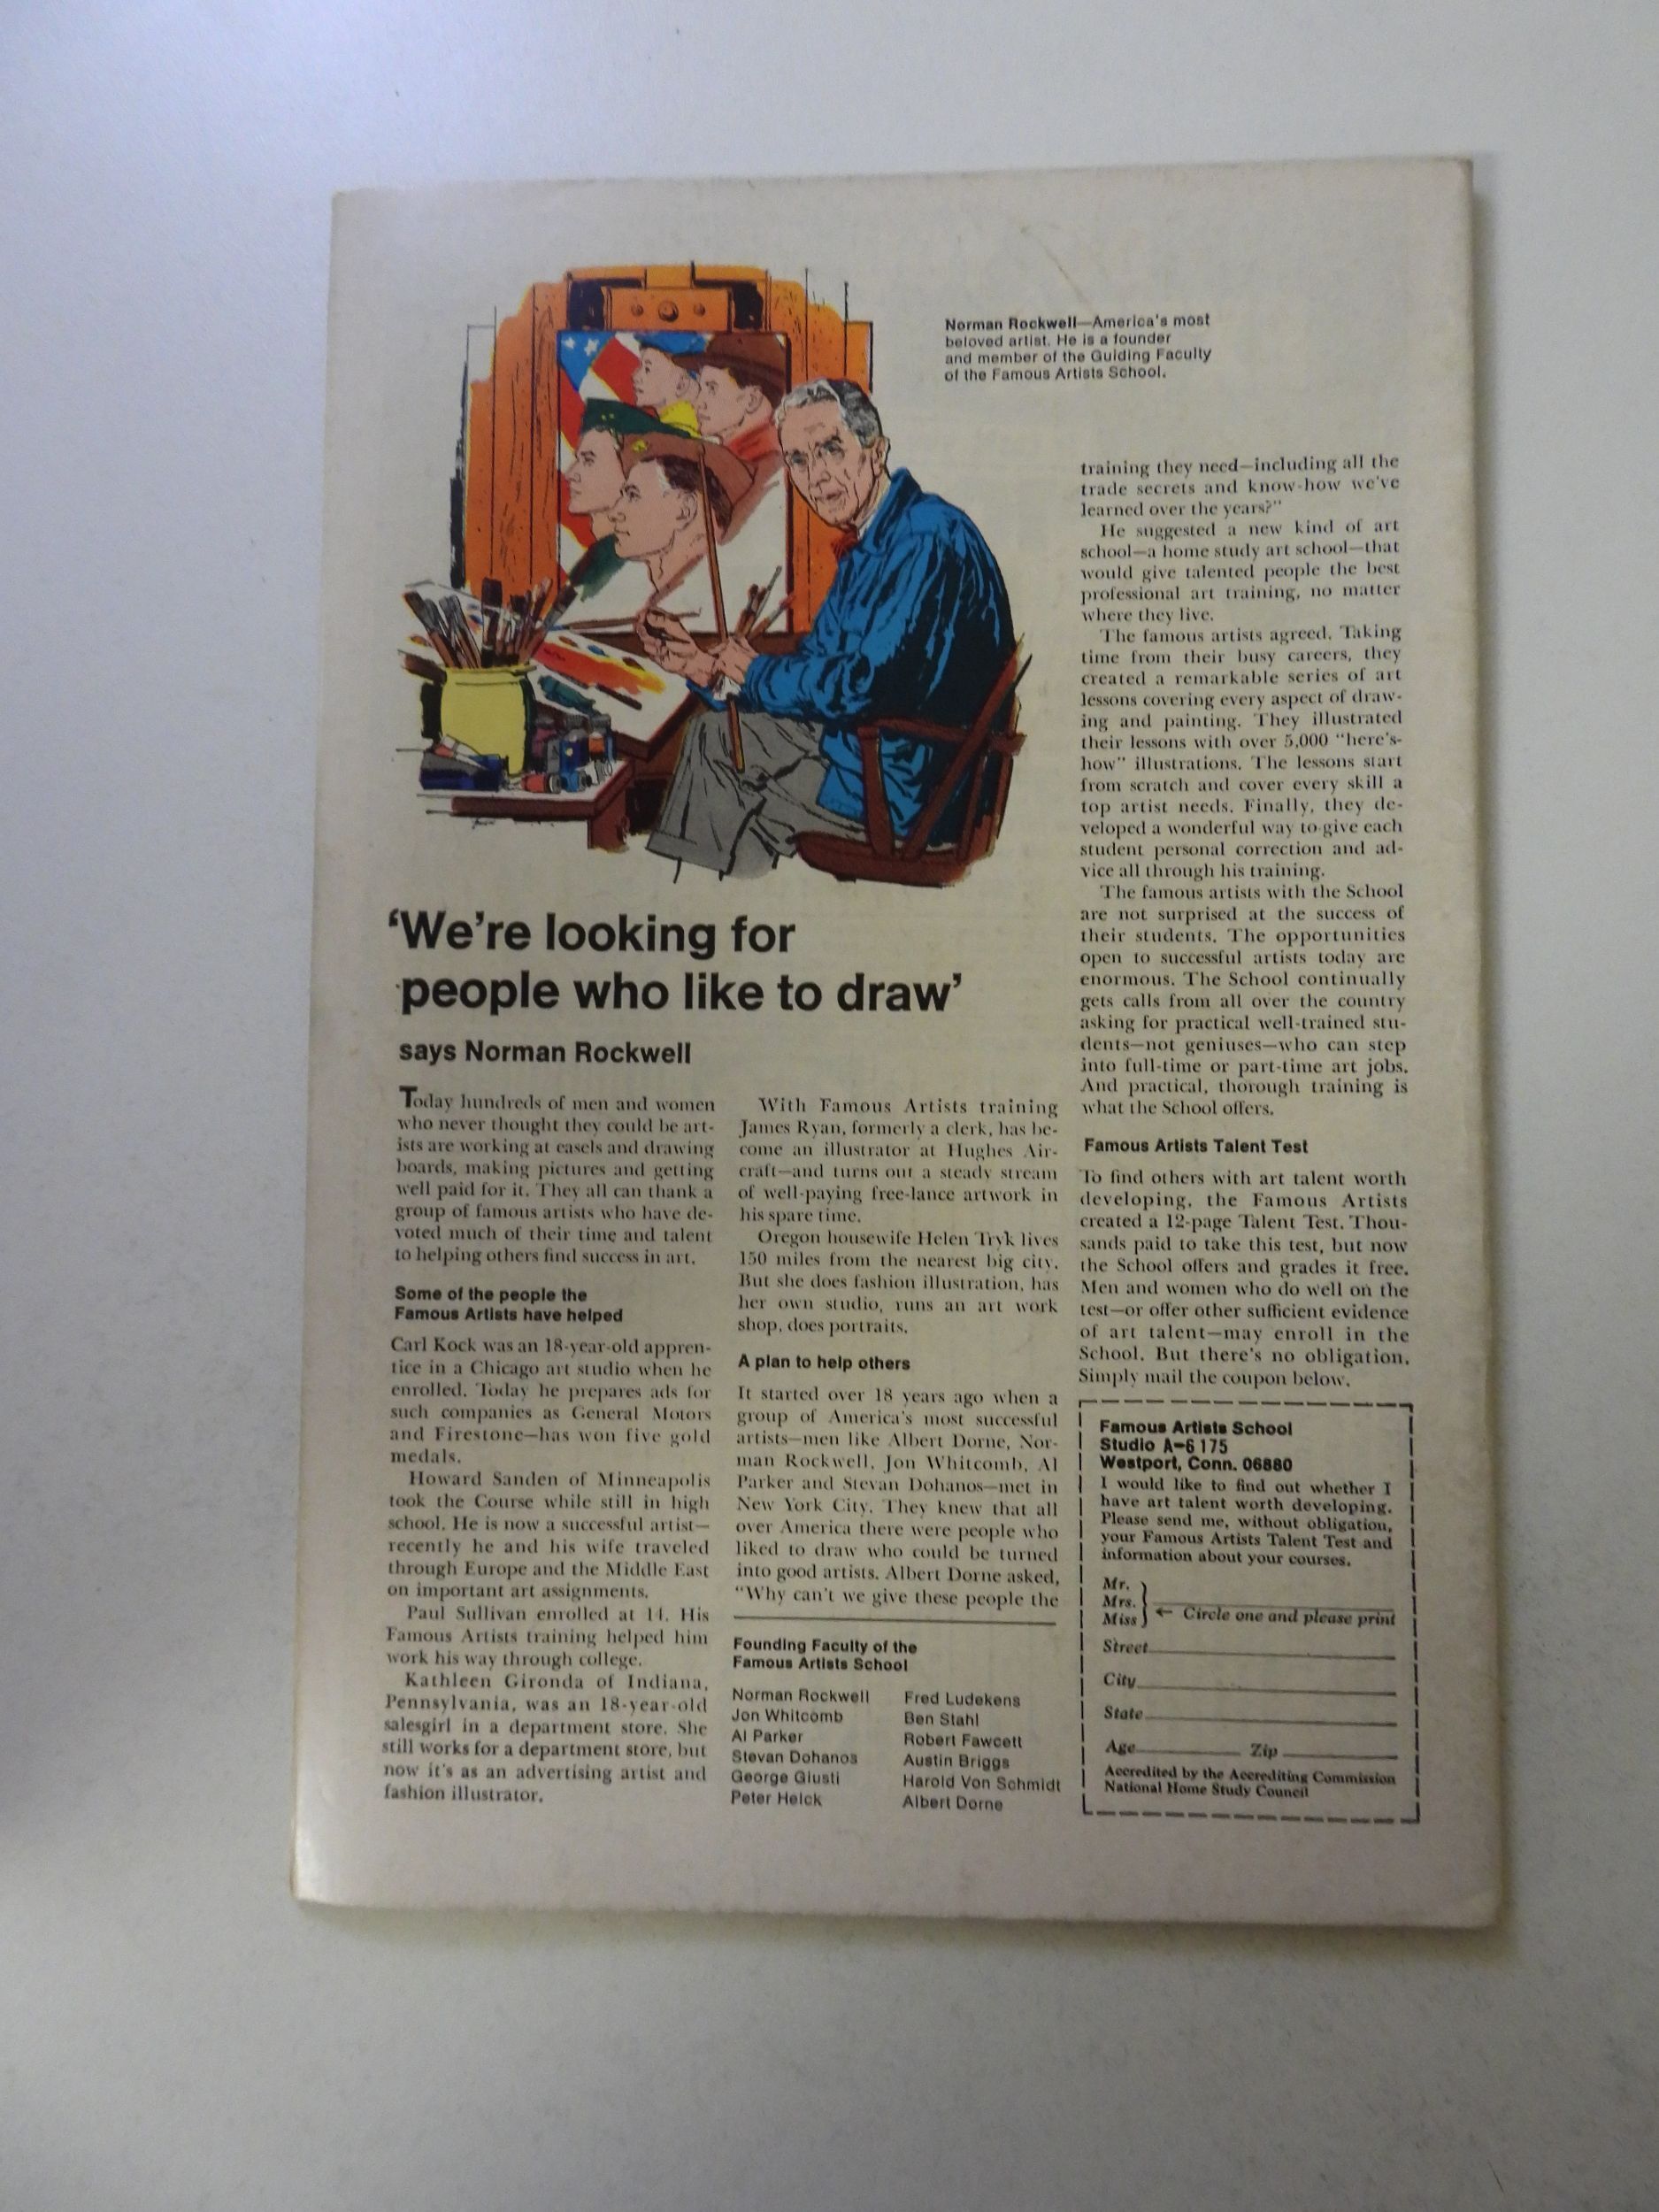 Norman Rockwell—America's most
beloved artist. He is a founder
and member of the Guiding Faculty
of the Famous Artists School.
'We're looking for
people who like to draw'
says Norman Rockwell
Today hundreds of men and women
who never thought they could be art-
ists are working at easels and drawing
boards, making pictures and getting
well paid for it. They all can thank a
group of famous artists who have de-
voted much of their time and talent
to helping others find success in art.
Some of the people the
Famous Artists have helped
Carl Kock was an 18-year-old appren-
tice in a Chicago art studio when he
enrolled. Today he prepares ads for
such companies as General Motors
and Firestone—has won five gold
medals.
Howard Sanden of Minneapolis
took the Course while still in high
school. He is now a successful artist—
recently he and his wife traveled
through Europe and the Middle East
on important art assignments.
Paul Sullivan enrolled at 14. His
Famous Artists training helped him
work his way through college.
Kathleen Gironda of Indiana,
Pennsylvania, was an 18-year-old
salesgirl in a department store. She
still works for a department store, but
now it's as an advertising artist and
fashion illustrator.
With Famous Artists training
James Ryan, formerly a clerk, has be-
come an illustrator at Hughes Air-
craft—and turns out a steady stream
of well-paying free-lance artwork in
his spare time.
Oregon housewife Helen Tryk lives
150 miles from the nearest big city.
But she does fashion illustration, has
her own studio, runs an art work
shop, does portraits.
A plan to help others
It started over 18 years ago when a
group of America's most successful
artists—men like Albert Dorne, Nor-
man Rockwell, Jon Whitcomb, Al
Parker and Stevan Dohanos—met in
New York City. They knew that all
over America there were people who
liked to draw who could be turned
into good artists. Albert Dorne asked,
"Why can't we give these people the
Founding Faculty of the
Famous Artists School
Norman Rockwell
Jon Whitcomb
Al Parker
Stevan Dohanos
George Giusti
Peter Helck
Fred Ludekens
Ben Stahl
Robert Fawcett
Austin Briggs
Harold Von Schmidt
Albert Dorne
training they need—including all the
trade secrets and know-how we've
learned over the years?"
He suggested a new kind of art
school—a home study art school—that
would give talented people the best
professional art training, no matter
where they live.
The famous artists agreed. Taking
time from their busy careers, they
created a remarkable series of art
lessons covering every aspect of draw-
ing and painting. They illustrated
their lessons with over 5,000 "here's-
how" illustrations. The lessons start
from scratch and cover every skill a
top artist needs. Finally, they de-
veloped a wonderful way to give each
student personal correction and ad-
vice all through his training.
The famous artists with the School
are not surprised at the success of
their students. The opportunities
open to successful artists today are
enormous. The School continually
gets calls from all over the country
asking for practical well-trained stu-
dents—not geniuses—who can step
into full-time or part-time art jobs.
And practical, thorough training is
what the School offers.
Famous Artists Talent Test
To find others with art talent worth
developing, the Famous Artists
created a 12-page Talent Test. Thou-
sands paid to take this test, but now
the School offers and grades it free.
Men and women who do well on the
test—or offer other sufficient evidence
of art talent—may enroll in the
School. But there's no obligation.
Simply mail the coupon below.
Famous Artists School
Studio A-6175
Westport, Conn. 06880
I would like to find out whether I
have art talent worth developing.
Please send me, without obligation,
your Famous Artists Talent Test and
information about your courses.
Mr.
Mrs.
Miss ← Circle one and please print
Street
City
State
Age Zip
Accredited by the Accrediting Commission
National Home Study Council